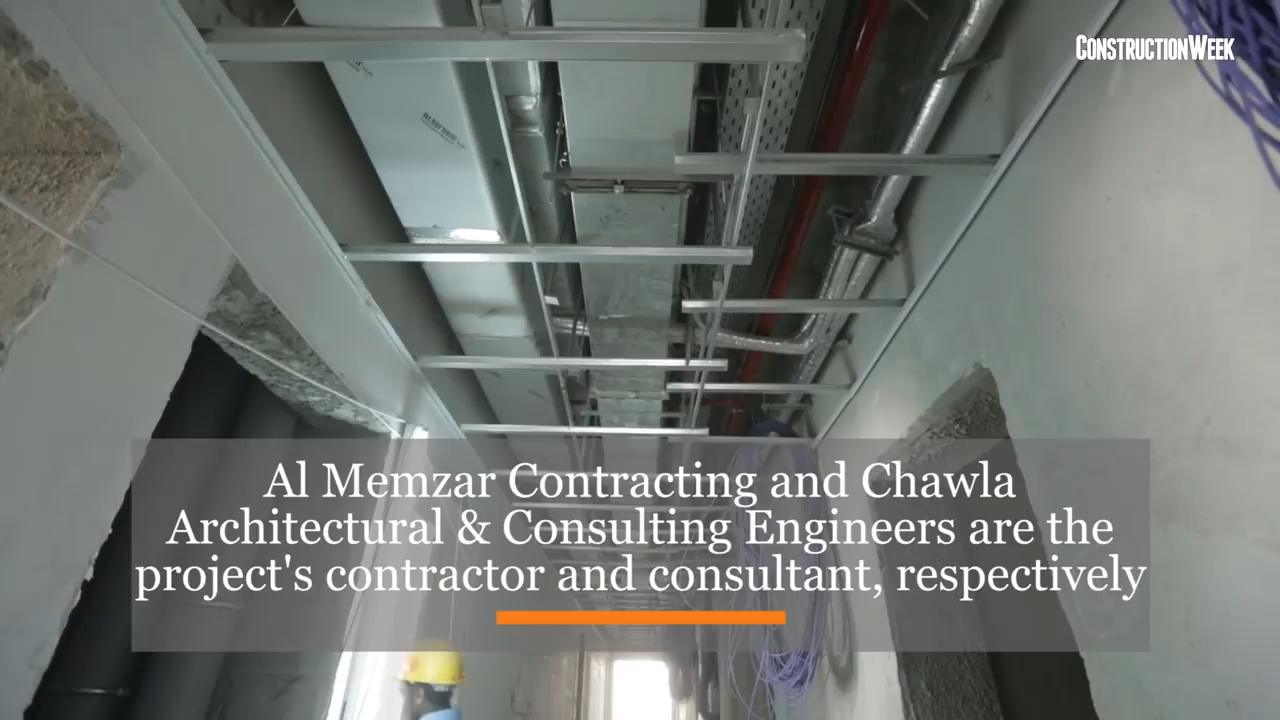 CONSTRUCTIONWEEK
Al Memzar Contracting and Chawla
Architectural & Consulting Engineers are the
project's contractor and consultant, respectively